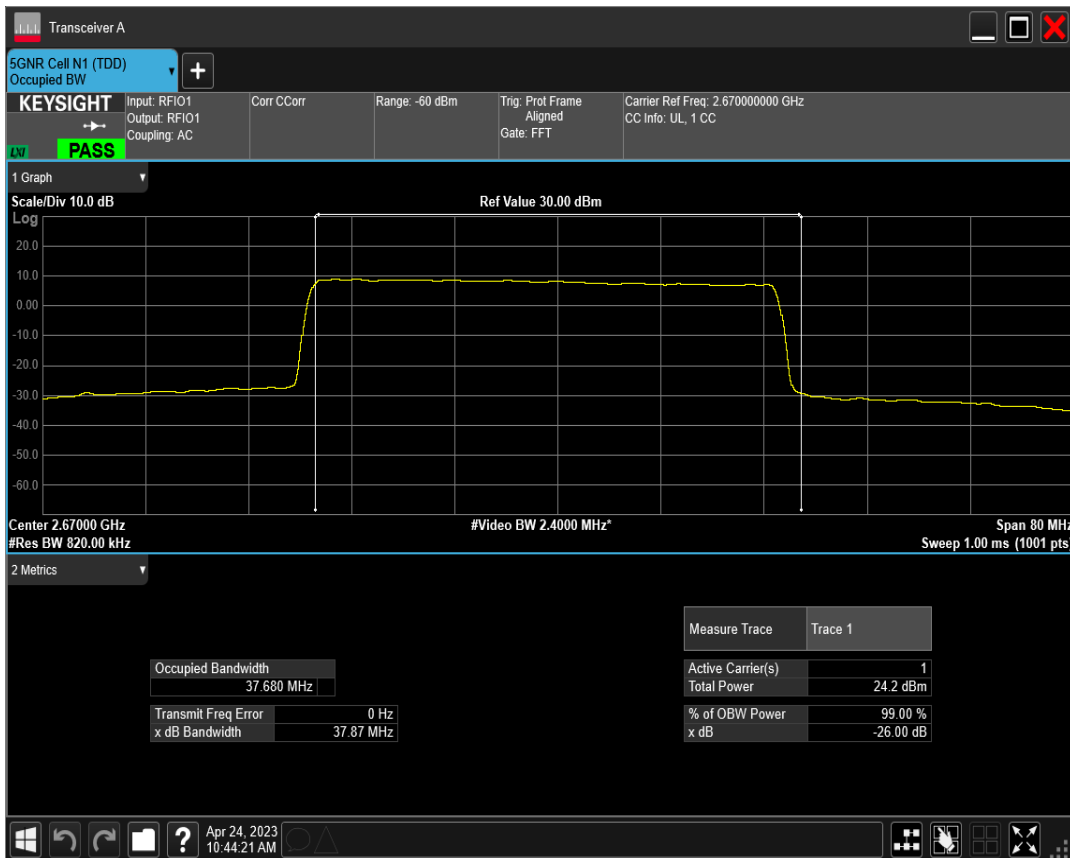 Transceiver A
5GNR Cell N1 (TDD)
Occupied BW
+
KEYSIGHT
LXI
PASS
Input: RFIO1
Output: RFIO1
Coupling: AC
Corr CCorr
Range: -60 dBm
Trig: Prot Frame
Aligned
Gate: FFT
Carrier Ref Freq: 2.670000000 GHz
CC Info: UL, 1 CC
1 Graph
Scale/Div 10.0 dB
Ref Value 30.00 dBm
Log
20.0
10.0
0.00
-10.0
-20.0
-30.0
-40.0
-50.0
-60.0
Center 2.67000 GHz
#Video BW 2.4000 MHz*
Span 80 MHz
#Res BW 820.00 kHz
Sweep 1.00 ms (1001 pts)
2 Metrics
Measure Trace Trace 1
Occupied Bandwidth
37.680 MHz
Active Carrier(s) 1
Total Power 24.2 dBm
Transmit Freq Error 0 Hz
x dB Bandwidth 37.87 MHz
% of OBW Power 99.00 %
x dB -26.00 dB
?
Apr 24, 2023
10:44:21 AM